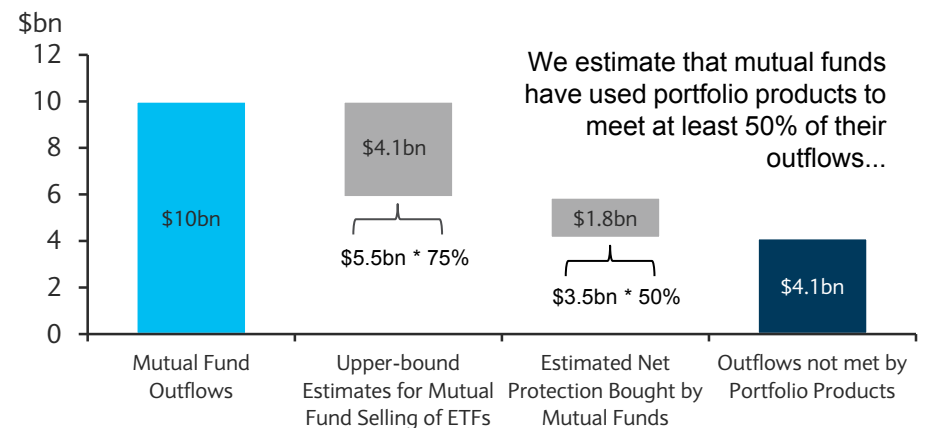 $bn
12
10
8
6
4
2
0
We estimate that mutual funds
have used portfolio products to
meet at least 50% of their
outflows...
$10bn
$4.1bn
$5.5bn * 75%
$1.8bn
$3.5bn * 50%
$4.1bn
Mutual Fund
Outflows
Upper-bound
Estimates for Mutual
Fund Selling of ETFs
Estimated Net
Protection Bought by
Mutual Funds
Outflows not met by
Portfolio Products